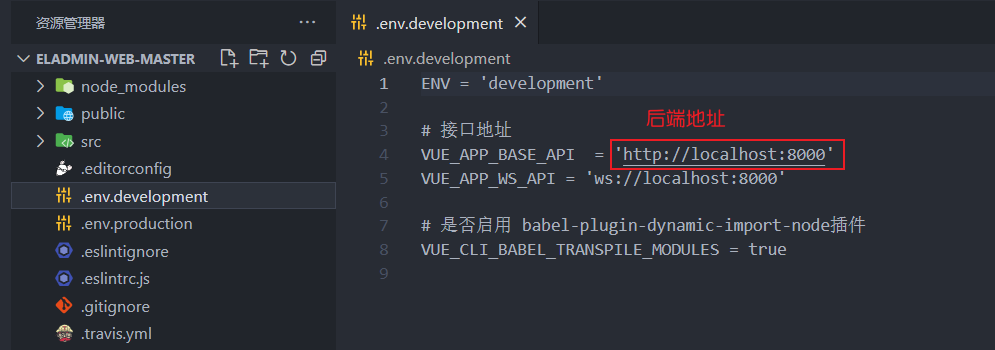 资源管理器
ELADMIN-WEB-MASTER
node_modules
public
src
.editorconfig
.env.development
.env.production
.eslintignore
.eslintrc.js
.gitignore
.travis.yml
.env.development
.env.development
1 ENV = 'development'
2
后端地址
3 # 接口地址
4 VUE_APP_BASE_API  = 'http://localhost:8000'
5 VUE_APP_WS_API = 'ws://localhost:8000'
6
7 # 是否启用 babel-plugin-dynamic-import-node插件
8 VUE_CLI_BABEL_TRANSPILE_MODULES = true
9